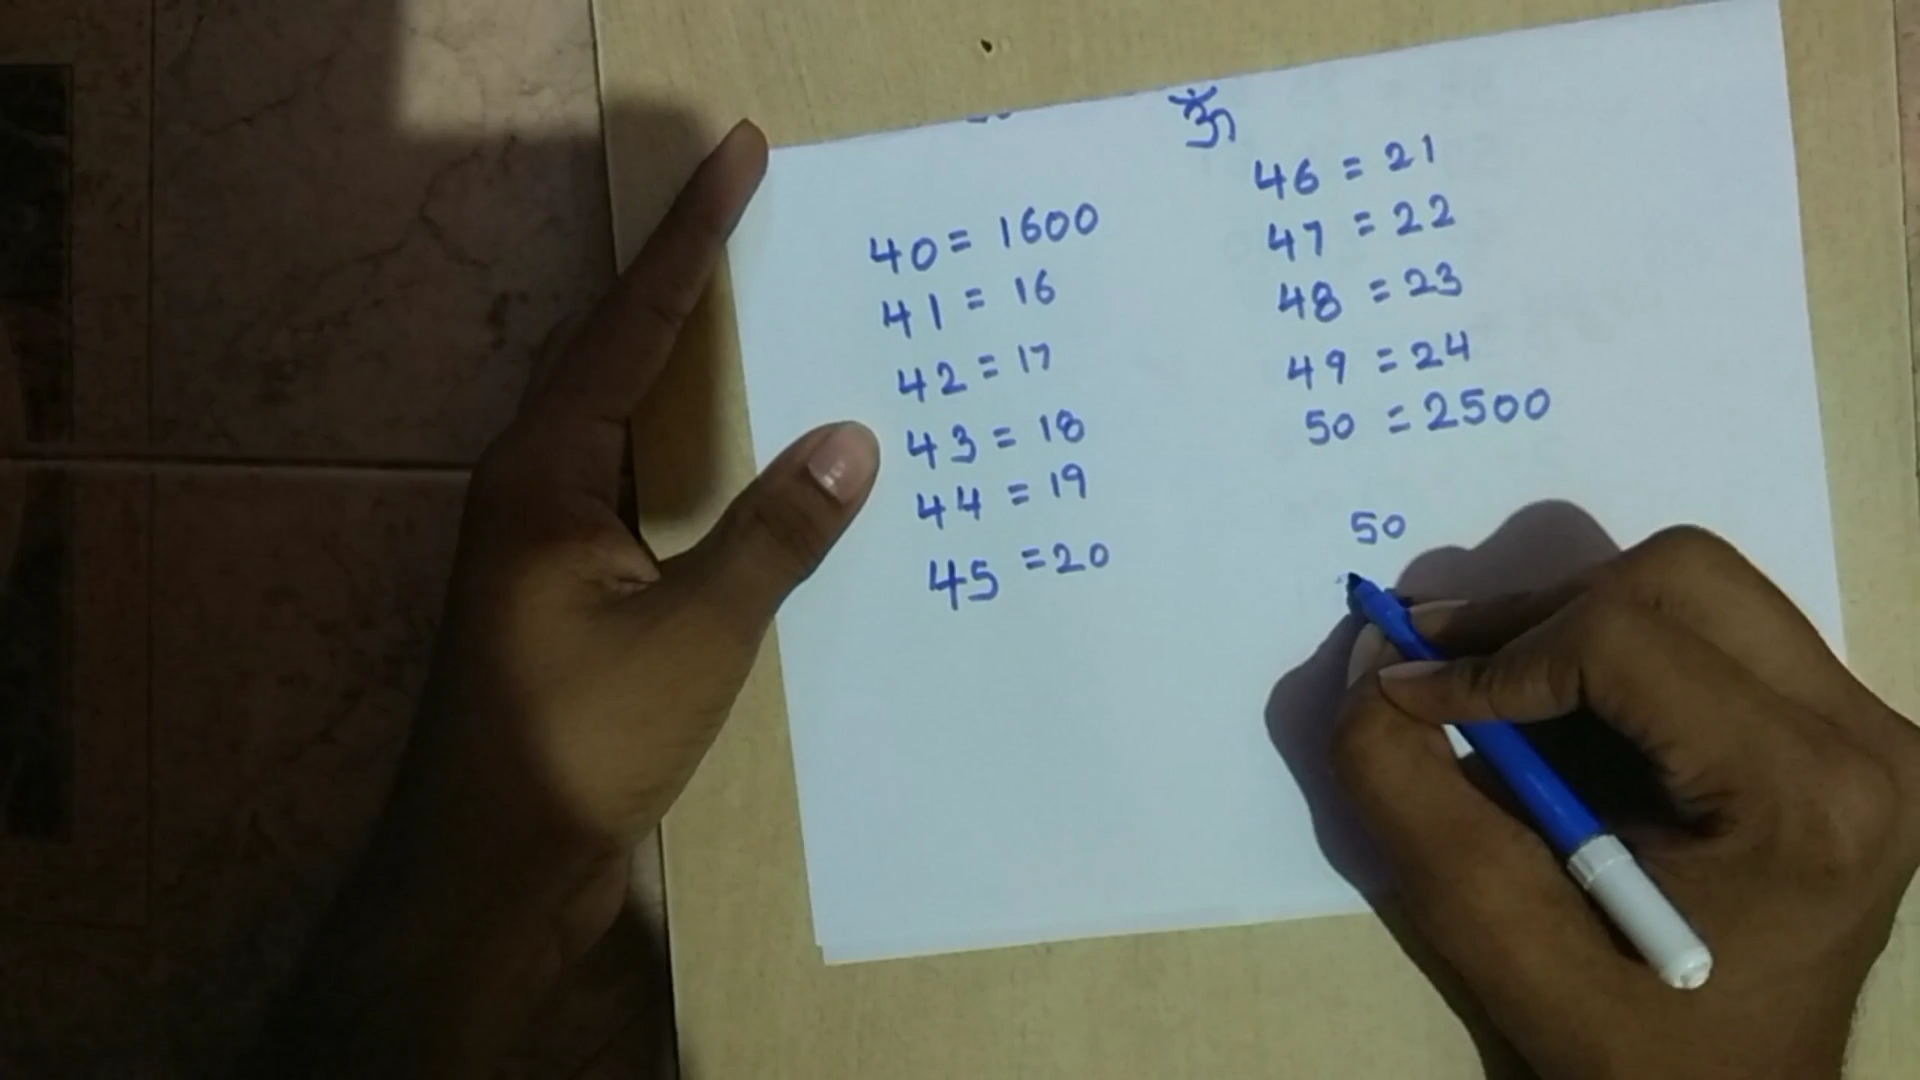 ॐ
40 = 1600
41 = 16
42 = 17
43 = 18
44 = 19
45 = 20
46 = 21
47 = 22
48 = 23
49 = 24
50 = 2500
50